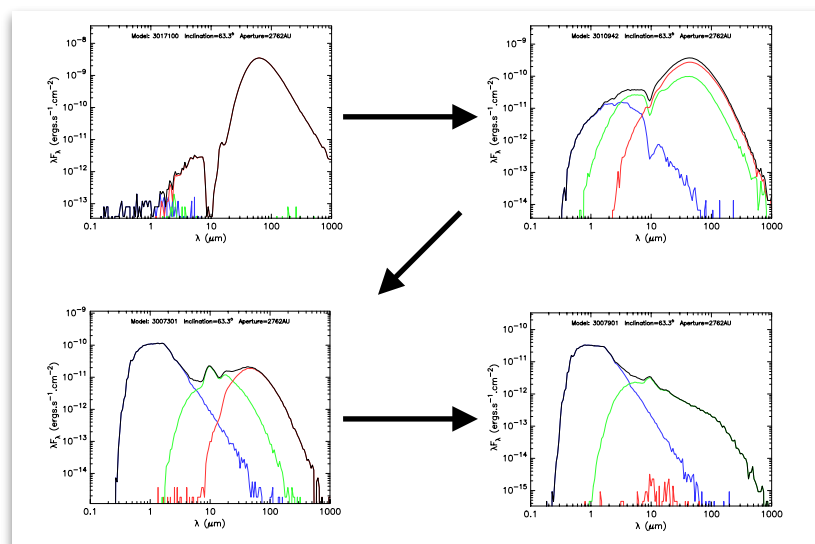 Model: 3017100 Inclination=63.3° Aperture=2762AU
10⁻⁸
10⁻⁹
10⁻¹⁰
10⁻¹¹
10⁻¹²
10⁻¹³
λFλ (ergs.s⁻¹.cm⁻²)
0.1 1 10 100 1000
λ (μm)
Model: 3010942 Inclination=63.3° Aperture=2762AU
10⁻⁹
10⁻¹⁰
10⁻¹¹
10⁻¹²
10⁻¹³
10⁻¹⁴
λFλ (ergs.s⁻¹.cm⁻²)
0.1 1 10 100 1000
λ (μm)
Model: 3007301 Inclination=63.3° Aperture=2762AU
10⁻⁹
10⁻¹⁰
10⁻¹¹
10⁻¹²
10⁻¹³
10⁻¹⁴
λFλ (ergs.s⁻¹.cm⁻²)
0.1 1 10 100 1000
λ (μm)
Model: 3007901 Inclination=63.3° Aperture=2762AU
10⁻¹⁰
10⁻¹¹
10⁻¹²
10⁻¹³
10⁻¹⁴
10⁻¹⁵
λFλ (ergs.s⁻¹.cm⁻²)
0.1 1 10 100 1000
λ (μm)